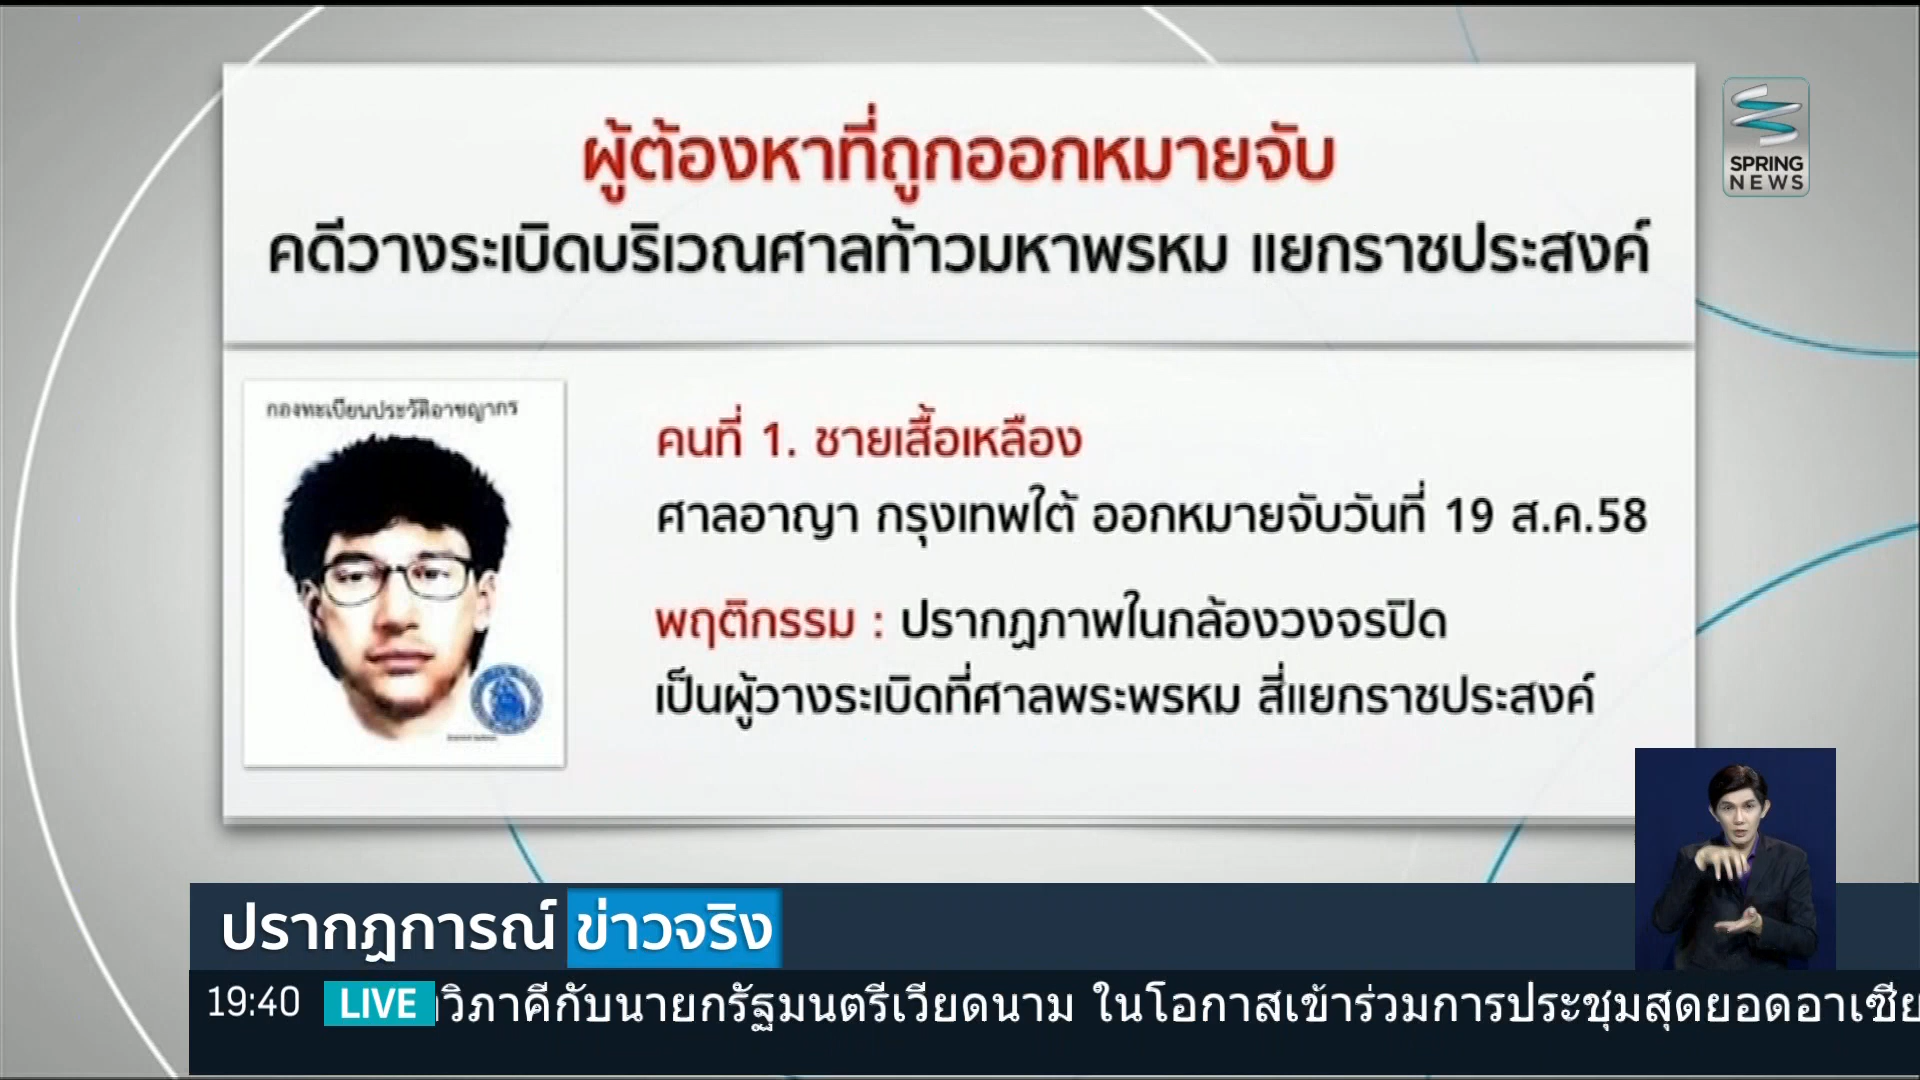 ผู้ต้องหาที่ถูกออกหมายจับ
คดีวางระเบิดบริเวณศาลท้าวมหาพรหม แยกราชประสงค์
SPRING
NEWS
กองทะเบียนประวัติอาชญากร
คนที่ 1. ชายเสื้อเหลือง
ศาลอาญา กรุงเทพใต้ ออกหมายจับวันที่ 19 ส.ค.58
พฤติกรรม : ปรากฏภาพในกล้องวงจรปิด
เป็นผู้วางระเบิดที่ศาลพระพรหม สี่แยกราชประสงค์
ปรากฏการณ์ ข่าวจริง
19:40 LIVE วิภาคีกับนายกรัฐมนตรีเวียดนาม ในโอกาสเข้าร่วมการประชุมสุดยอดอาเซีย